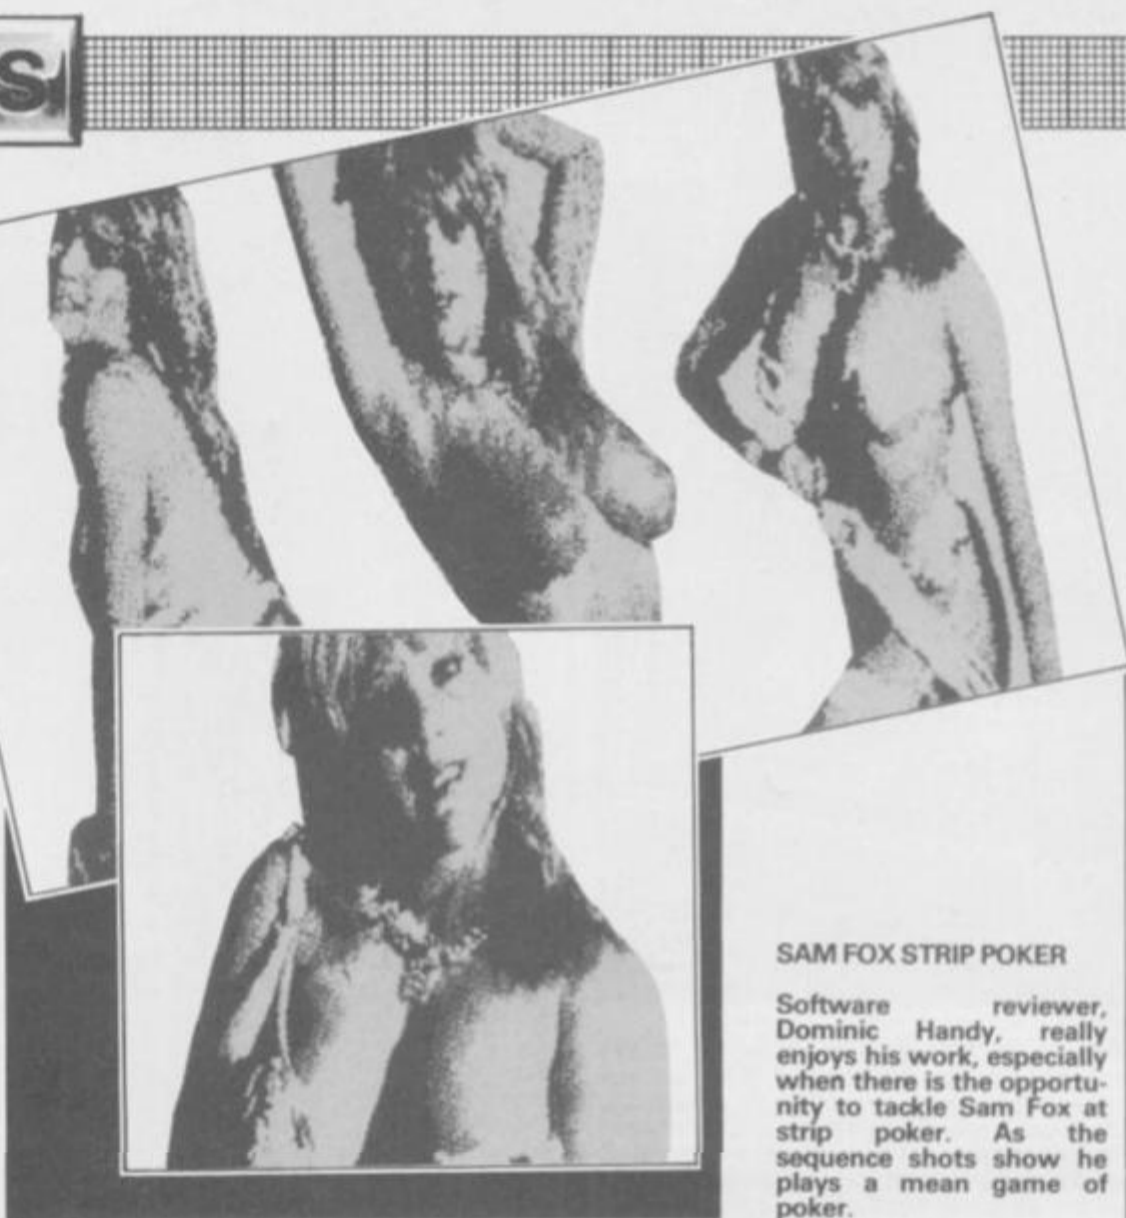 S
SAM FOX STRIP POKER
Software reviewer,
Dominic Handy, really
enjoys his work, especially
when there is the opportu-
nity to tackle Sam Fox at
strip poker. As the
sequence shots show he
plays a mean game of
poker.